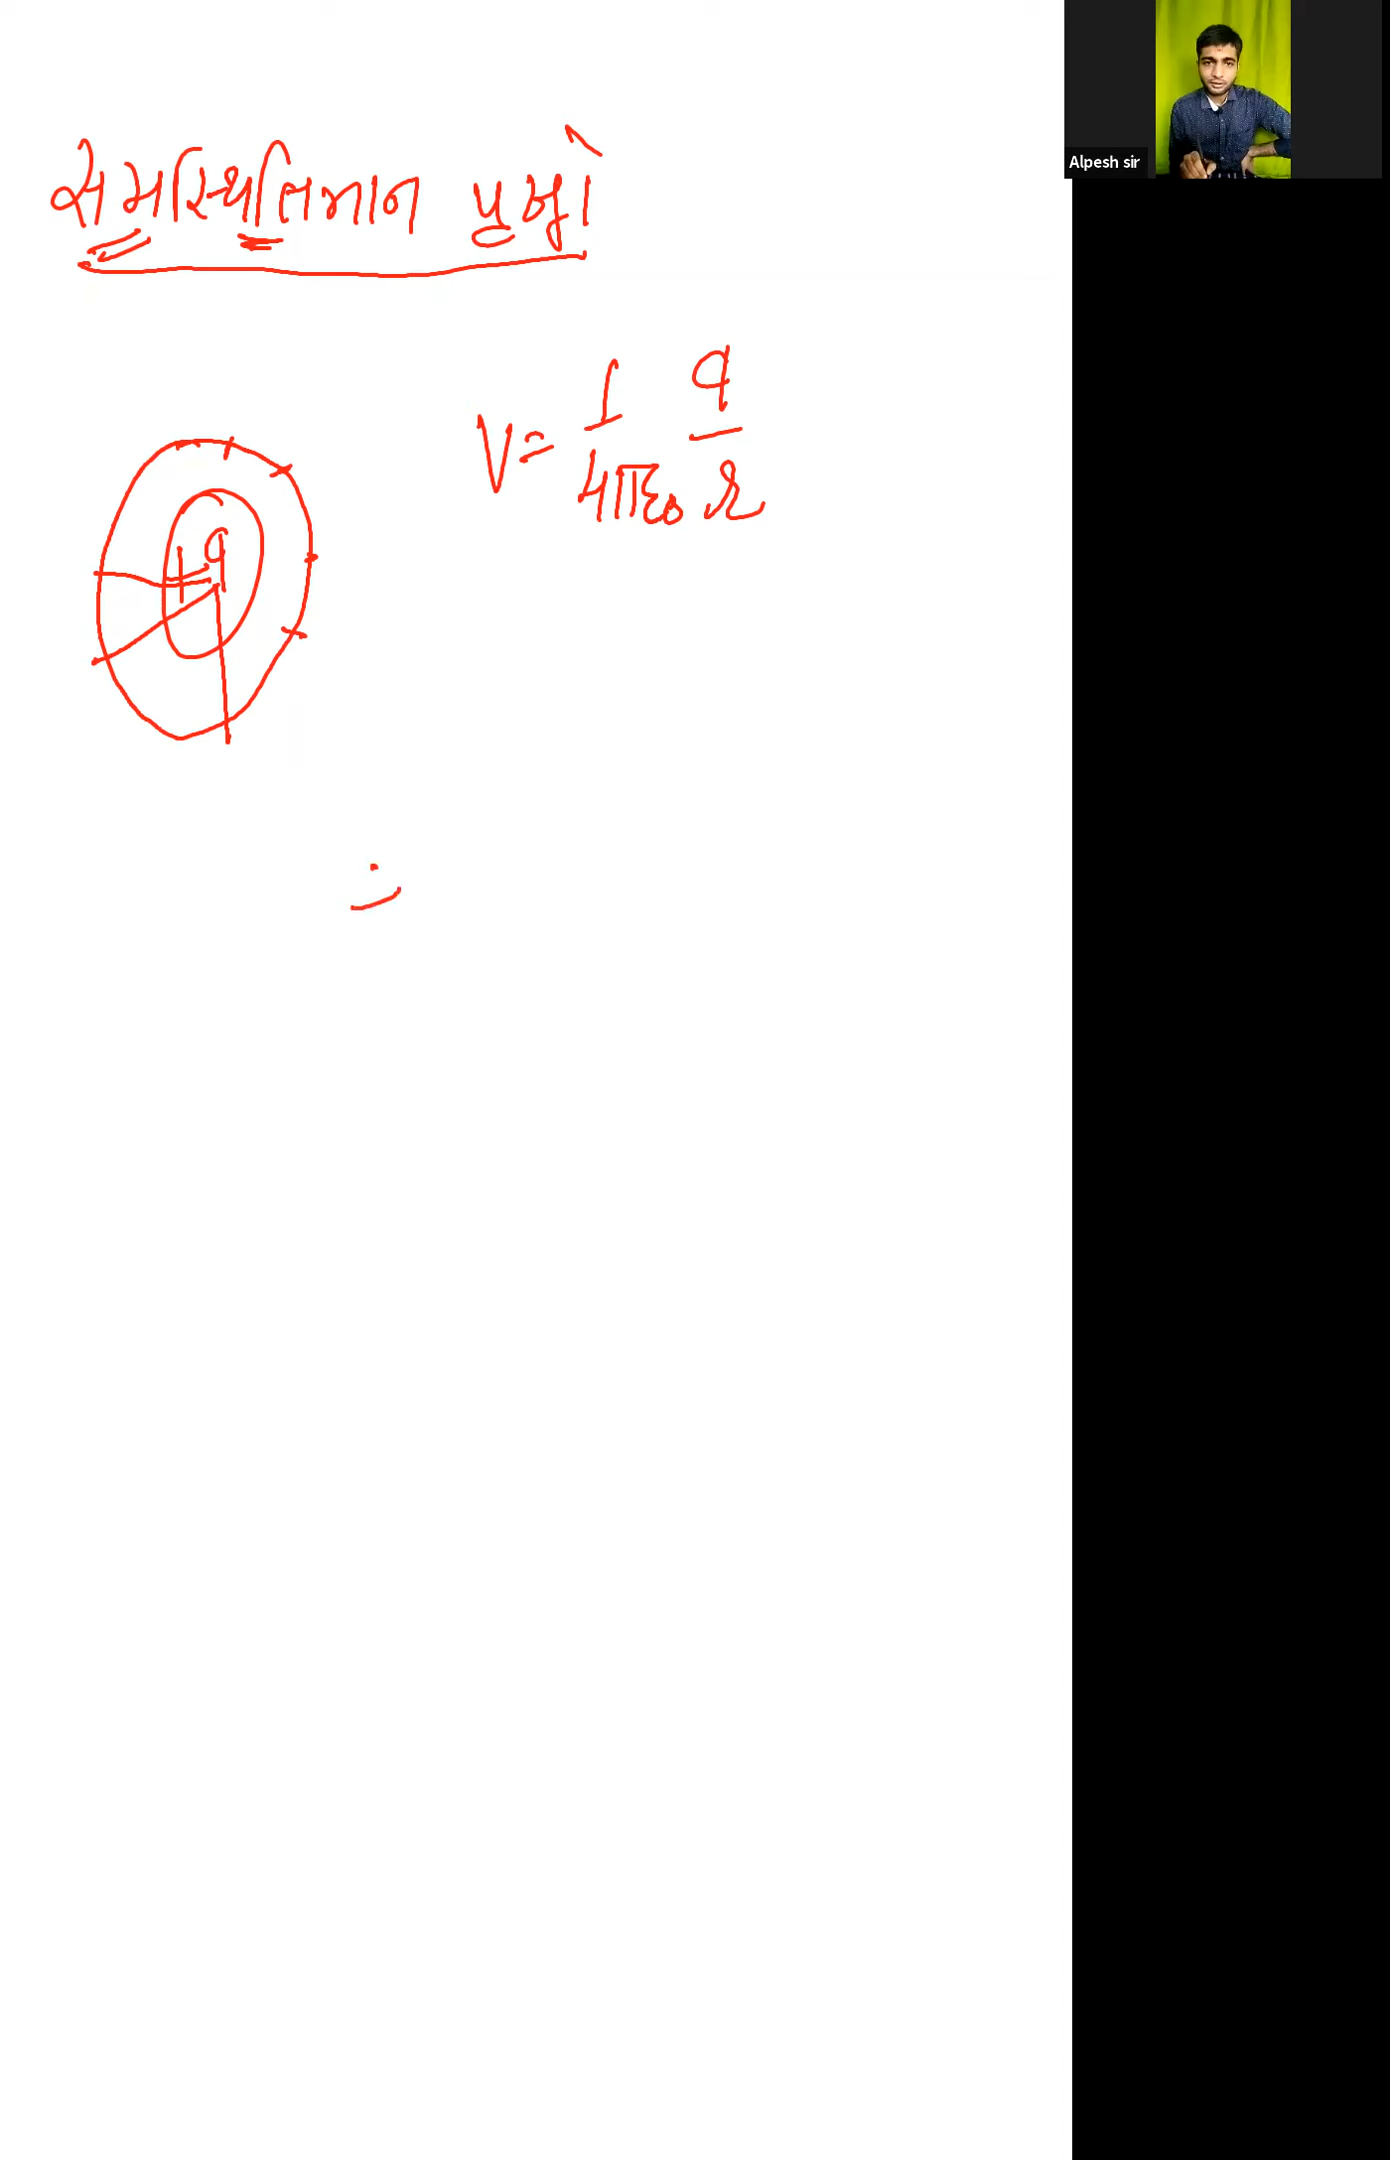 Alpesh sir
સમસ્થિતિમાન પૃષ્ઠો
V = 1/4πε₀ q/r
q
=